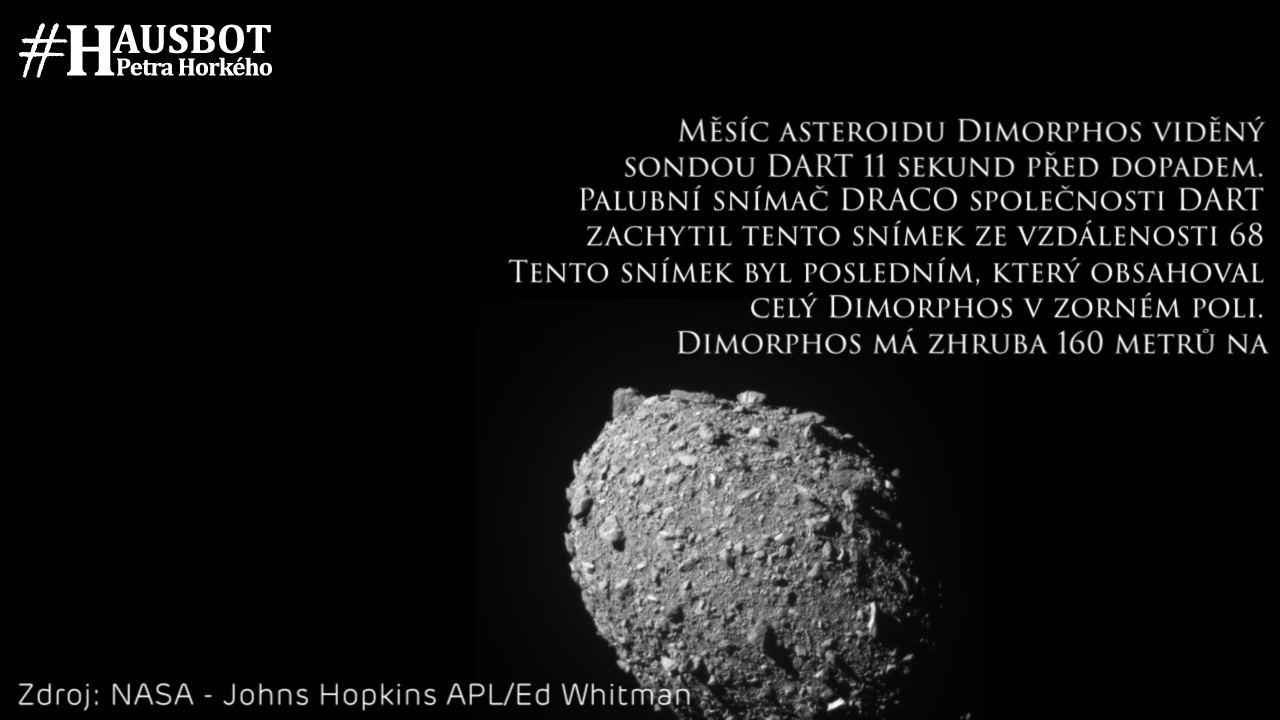 #HAUSBOT
Petra Horkého
Měsíc asteroidu Dimorphos viděný
sondou DART 11 sekund před dopadem.
Palubní snímač DRACO společnosti DART
zachytil tento snímek ze vzdálenosti 68
Tento snímek byl posledním, který obsahoval
celý Dimorphos v zorném poli.
Dimorphos má zhruba 160 metrů na
Zdroj: NASA - Johns Hopkins APL/Ed Whitman